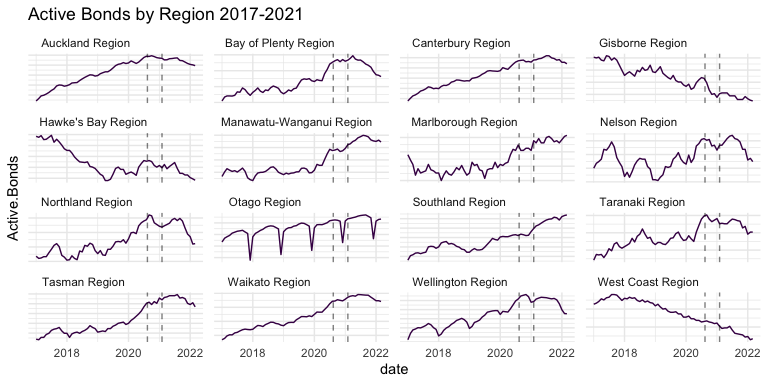 Active Bonds by Region 2017-2021
Auckland Region Bay of Plenty Region Canterbury Region Gisborne Region
Hawke's Bay Region Manawatu-Wanganui Region Marlborough Region Nelson Region
Northland Region Otago Region Southland Region Taranaki Region
Tasman Region Waikato Region Wellington Region West Coast Region
Active.Bonds
2018 2020 2022 2018 2020 2022 2018 2020 2022 2018 2020 2022
date